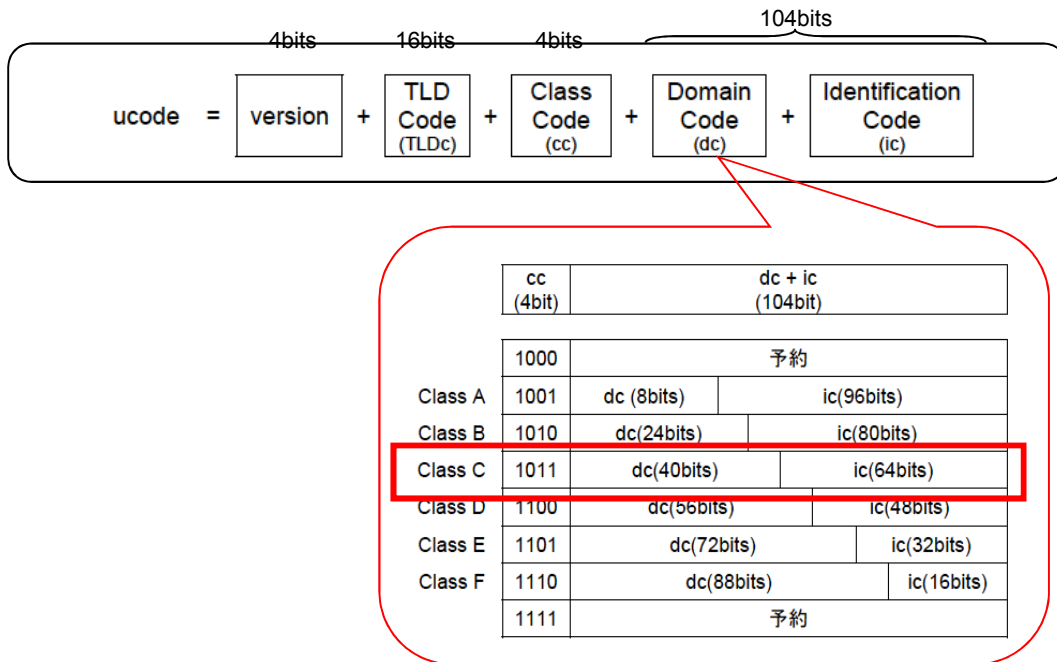 104bits
4bits 16bits 4bits
ucode = version + TLD Code (TLDc) + Class Code (cc) + Domain Code (dc) + Identification Code (ic)
cc (4bit) dc + ic (104bit)
1000 予約
Class A 1001 dc (8bits) ic(96bits)
Class B 1010 dc(24bits) ic(80bits)
Class C 1011 dc(40bits) ic(64bits)
Class D 1100 dc(56bits) ic(48bits)
Class E 1101 dc(72bits) ic(32bits)
Class F 1110 dc(88bits) ic(16bits)
1111 予約